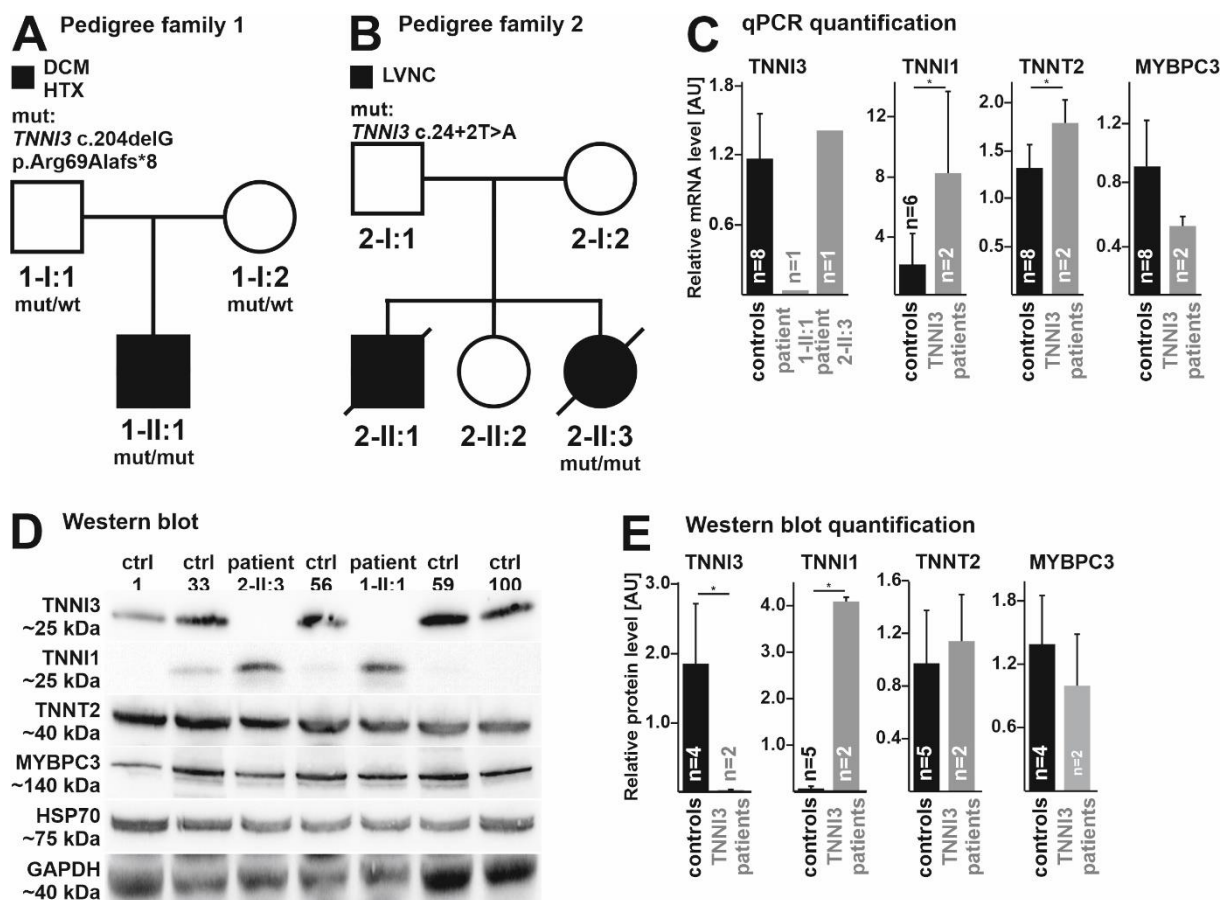 A Pedigree family 1
DCM
HTX
mut:
TNNI3 c.204delG
p.Arg69Alafs*8
1-I:1
mut/wt
1-I:2
mut/wt
1-II:1
mut/mut
B Pedigree family 2
LVNC
mut:
TNNI3 c.24+2T>A
2-I:1
2-I:2
2-II:1
2-II:2
2-II:3
mut/mut
C qPCR quantification
Relative mRNA level [AU]
TNNI3
1.8
1.2
0.6
n=8
n=1
n=1
controls
patient
1-II:1
patient
2-II:3
TNNI1
12
8
4
n=6
n=2
*
controls
TNNI3
patients
TNNT2
2.0
1.5
1.0
0.5
n=8
n=2
*
controls
TNNI3
patients
MYBPC3
1.2
0.8
0.4
n=8
n=2
controls
TNNI3
patients
D Western blot
ctrl patient ctrl patient ctrl ctrl
ctrl
1 33 2-II:3 56 1-II:1 59 100
TNNI3
~25 kDa
TNNI1
~25 kDa
TNNT2
~40 kDa
MYBPC3
~140 kDa
HSP70
~75 kDa
GAPDH
~40 kDa
E Western blot quantification
Relative protein level [AU]
TNNI3
3.0
2.0
1.0
n=4
n=2
*
controls
TNNI3
patients
TNNI1
4.0
3.0
2.0
1.0
n=5
n=2
*
controls
TNNI3
patients
TNNT2
1.6
1.2
0.8
0.4
n=5
n=2
controls
TNNI3
patients
MYBPC3
1.8
1.2
0.6
n=4
n=2
controls
TNNI3
patients